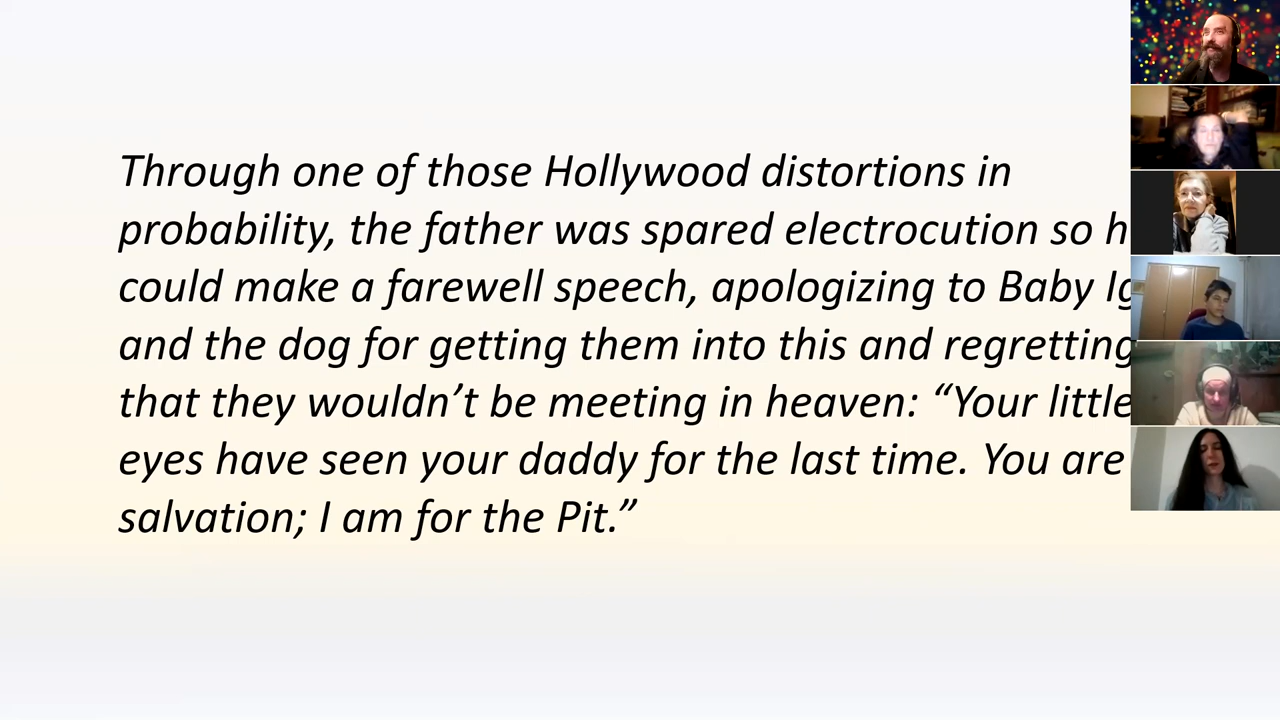 Through one of those Hollywood distortions in
probability, the father was spared electrocution so
could make a farewell speech, apologizing to Baby
and the dog for getting them into this and regretting
that they wouldn’t be meeting in heaven: “Your little
eyes have seen your daddy for the last time. You are
salvation; I am for the Pit.”